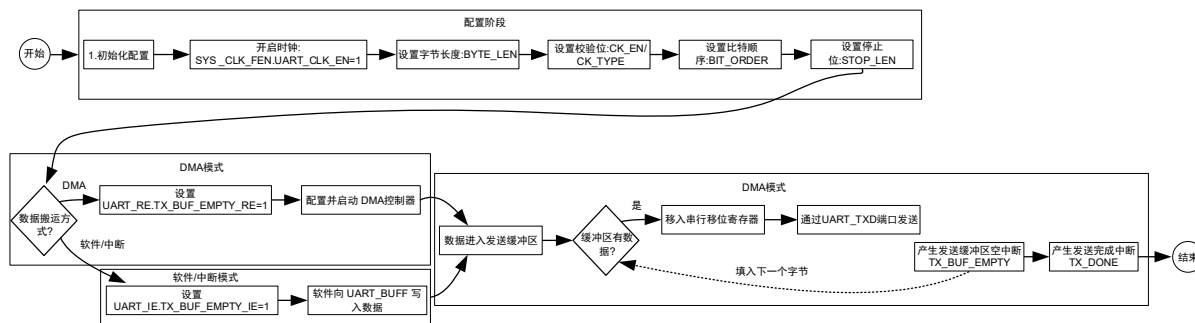 配置阶段
开始
1.初始化配置
开启时钟:
SYS _CLK_FEN.UART_CLK_EN=1
设置字节长度:BYTE_LEN
设置校验位:CK_EN/
CK_TYPE
设置比特顺
序:BIT_ORDER
设置停止
位:STOP_LEN
DMA模式
数据搬运方
式?
DMA
设置
UART_RE.TX_BUF_EMPTY_RE=1
配置并启动 DMA控制器
软件/中断
软件/中断模式
设置
UART_IE.TX_BUF_EMPTY_IE=1
软件向 UART_BUFF 写
入数据
DMA模式
数据进入发送缓冲区
缓冲区有数
据?
是
移入串行移位寄存器
通过UART_TXD端口发送
填入下一个字节
产生发送缓冲区空中断
TX_BUF_EMPTY
产生发送完成中断
TX_DONE
结束